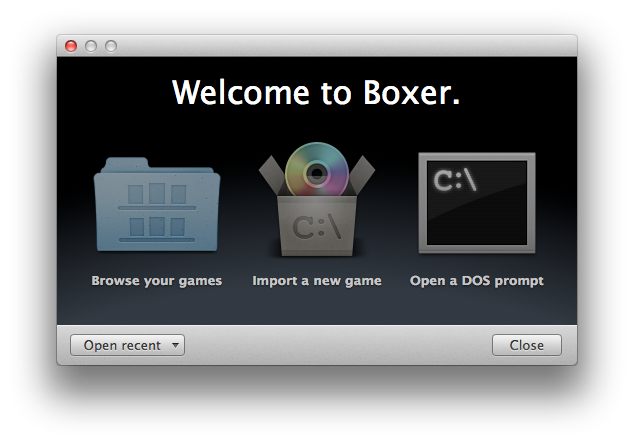 Welcome to Boxer.
C:\
C:\
Browse your games
Import a new game
Open a DOS prompt
Open recent
Close